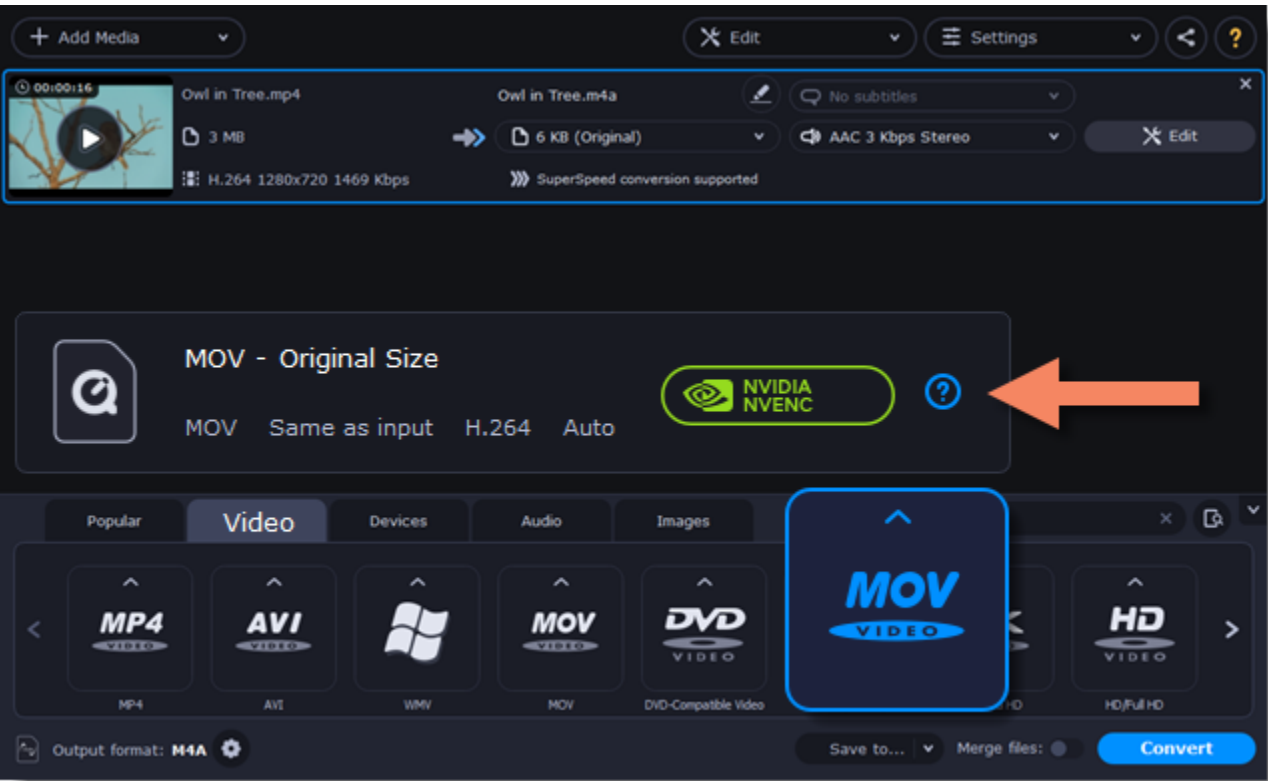 Add Media
Edit
Settings
?
00:00:16
Owl in Tree.mp4
Owl in Tree.m4a
No subtitles
3 MB
6 KB (Original)
AAC 3 Kbps Stereo
Edit
H.264 1280x720 1469 Kbps
SuperSpeed conversion supported
MOV - Original Size
NVIDIA
NVENC
?
MOV Same as input H.264 Auto
Popular
Video
Devices
Audio
Images
MP4
VIDEO
AVI
VIDEO
MOV
VIDEO
DVD
VIDEO
MOV
VIDEO
K
HD
VIDEO
MP4
AVI
WMV
MOV
DVD-Compatible Video
HD
HD/Full HD
Output format: M4A
Save to...
Merge files:
Convert